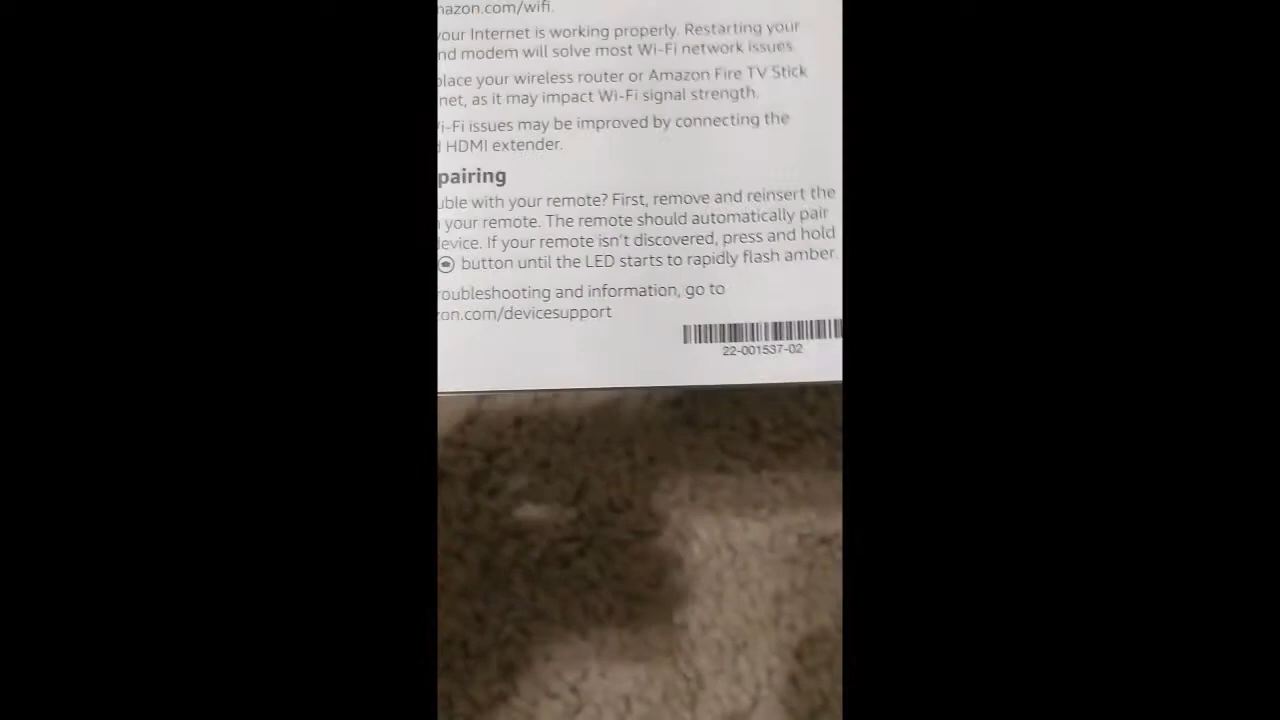 nazon.com/wifi.
your Internet is working properly. Restarting your
nd modem will solve most Wi-Fi network issues.
place your wireless router or Amazon Fire TV Stick
net, as it may impact Wi-Fi signal strength.
i-Fi issues may be improved by connecting the
d HDMI extender.
pairing
uble with your remote? First, remove and reinsert the
your remote. The remote should automatically pair
device. If your remote isn't discovered, press and hold
button until the LED starts to rapidly flash amber.
roubleshooting and information, go to
on.com/devicesupport
22-001537-02